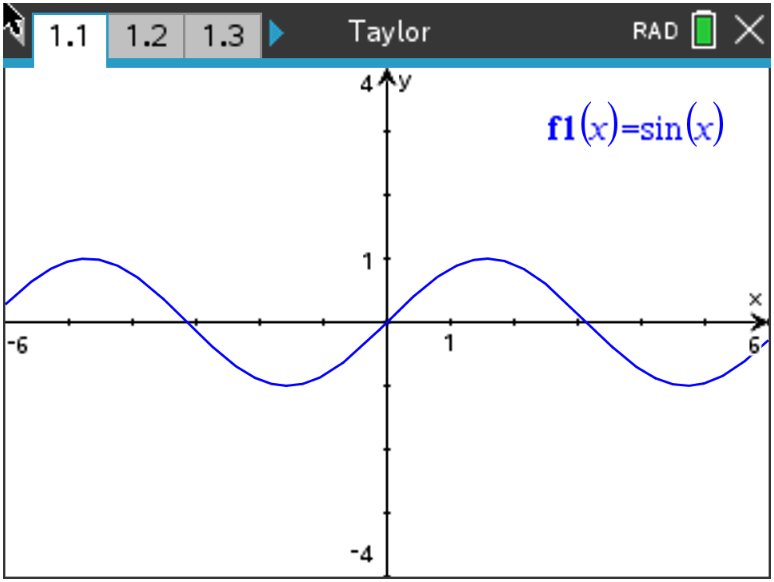 1.1 1.2 1.3 Taylor RAD
4 y
f1(x)=sin(x)
1
x
-6 1 6
-4